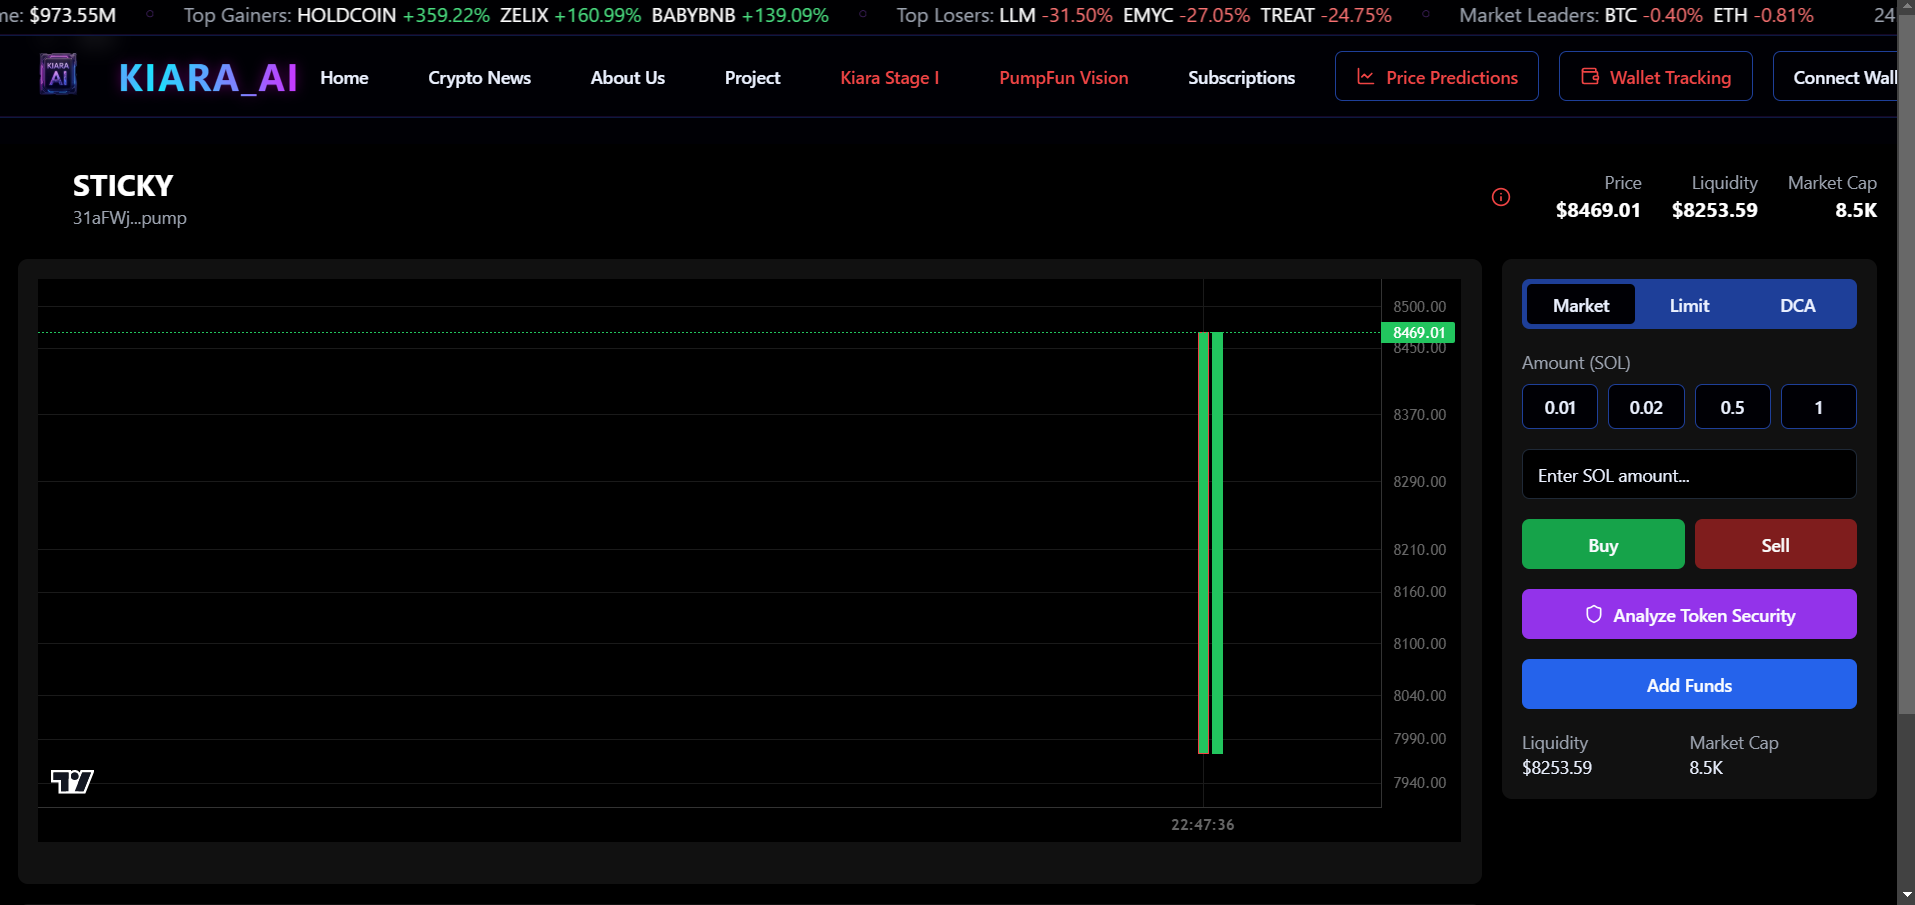 me: $973.55M Top Gainers: HOLDCOIN +359.22% ZELIX +160.99% BABYBNB +139.09% Top Losers: LLM -31.50% EMYC -27.05% TREAT -24.75% Market Leaders: BTC -0.40% ETH -0.81% 24
KIARA AI
KIARA_AI Home Crypto News About Us Project Kiara Stage I PumpFun Vision Subscriptions Price Predictions Wallet Tracking Connect Wall
STICKY
31aFWj...pump
Price Liquidity Market Cap
$8469.01 $8253.59 8.5K
8500.00
8469.01
8450.00
8370.00
8290.00
8210.00
8160.00
8100.00
8040.00
7990.00
7940.00
22:47:36
Market Limit DCA
Amount (SOL)
0.01 0.02 0.5 1
Enter SOL amount...
Buy Sell
Analyze Token Security
Add Funds
Liquidity Market Cap
$8253.59 8.5K